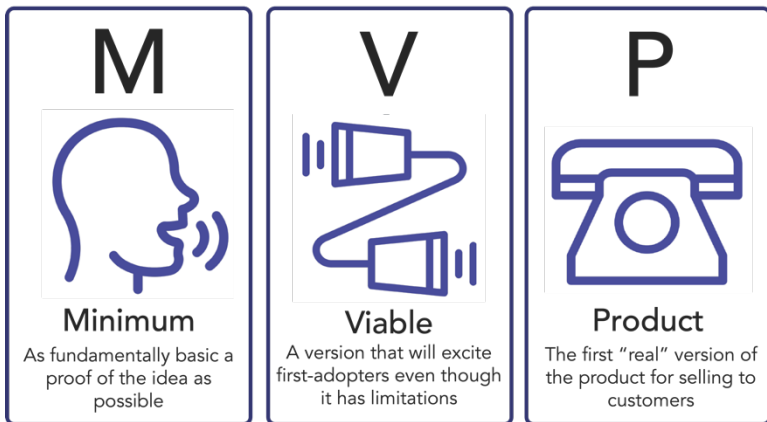 M
Minimum
As fundamentally basic a
proof of the idea as
possible
V
Viable
A version that will excite
first-adopters even though
it has limitations
P
Product
The first “real” version of
the product for selling to
customers